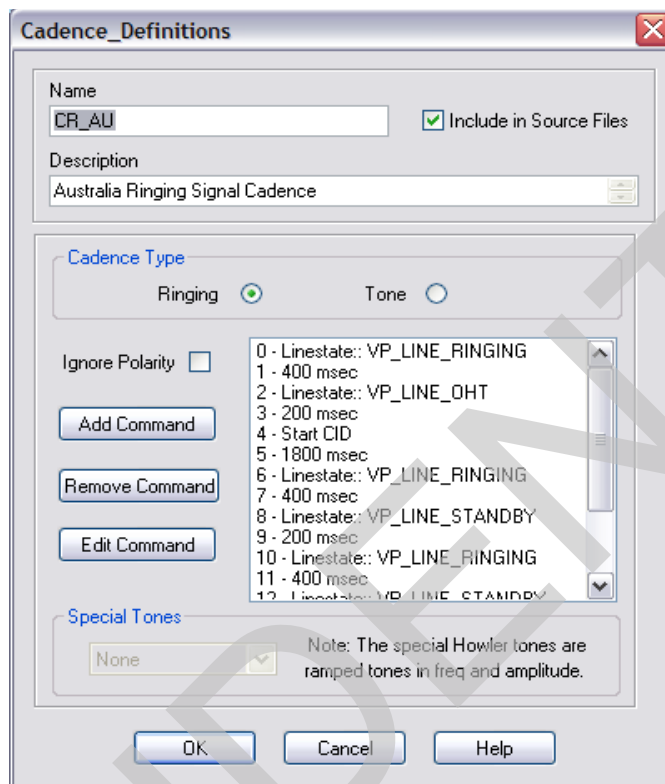 Cadence_Definitions
Name
CR_AU
Include in Source Files
Description
Australia Ringing Signal Cadence
Cadence Type
Ringing
Tone
Ignore Polarity
Add Command
Remove Command
Edit Command
0 - Linestate:: VP_LINE_RINGING
1 - 400 msec
2 - Linestate:: VP_LINE_OHT
3 - 200 msec
4 - Start CID
5 - 1800 msec
6 - Linestate:: VP_LINE_RINGING
7 - 400 msec
8 - Linestate:: VP_LINE_STANDBY
9 - 200 msec
10 - Linestate:: VP_LINE_RINGING
11 - 400 msec
12 - Linestate:: VP_LINE_STANDBY
Special Tones
None
Note: The special Howler tones are
ramped tones in freq and amplitude.
OK
Cancel
Help